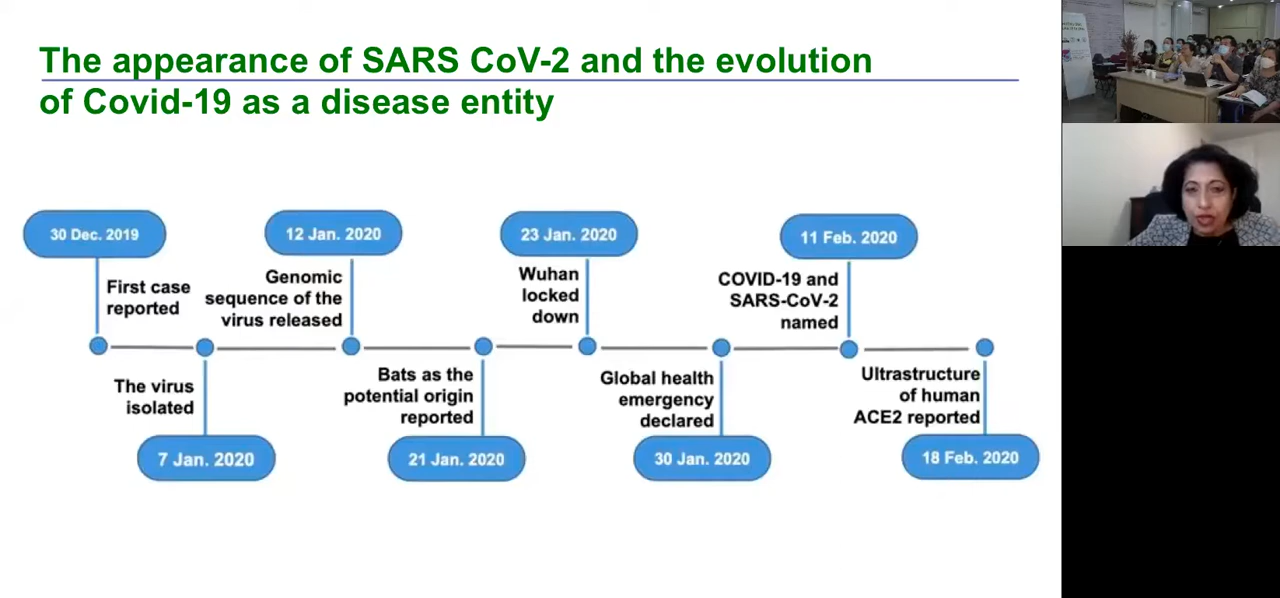 The appearance of SARS CoV-2 and the evolution
of Covid-19 as a disease entity
30 Dec. 2019
First case
reported
The virus
isolated
7 Jan. 2020
12 Jan. 2020
Genomic
sequence of the
virus released
Bats as the
potential origin
reported
21 Jan. 2020
23 Jan. 2020
Wuhan
locked
down
Global health
emergency
declared
30 Jan. 2020
11 Feb. 2020
COVID-19 and
SARS-CoV-2
named
Ultrastructure
of human
ACE2 reported
18 Feb. 2020